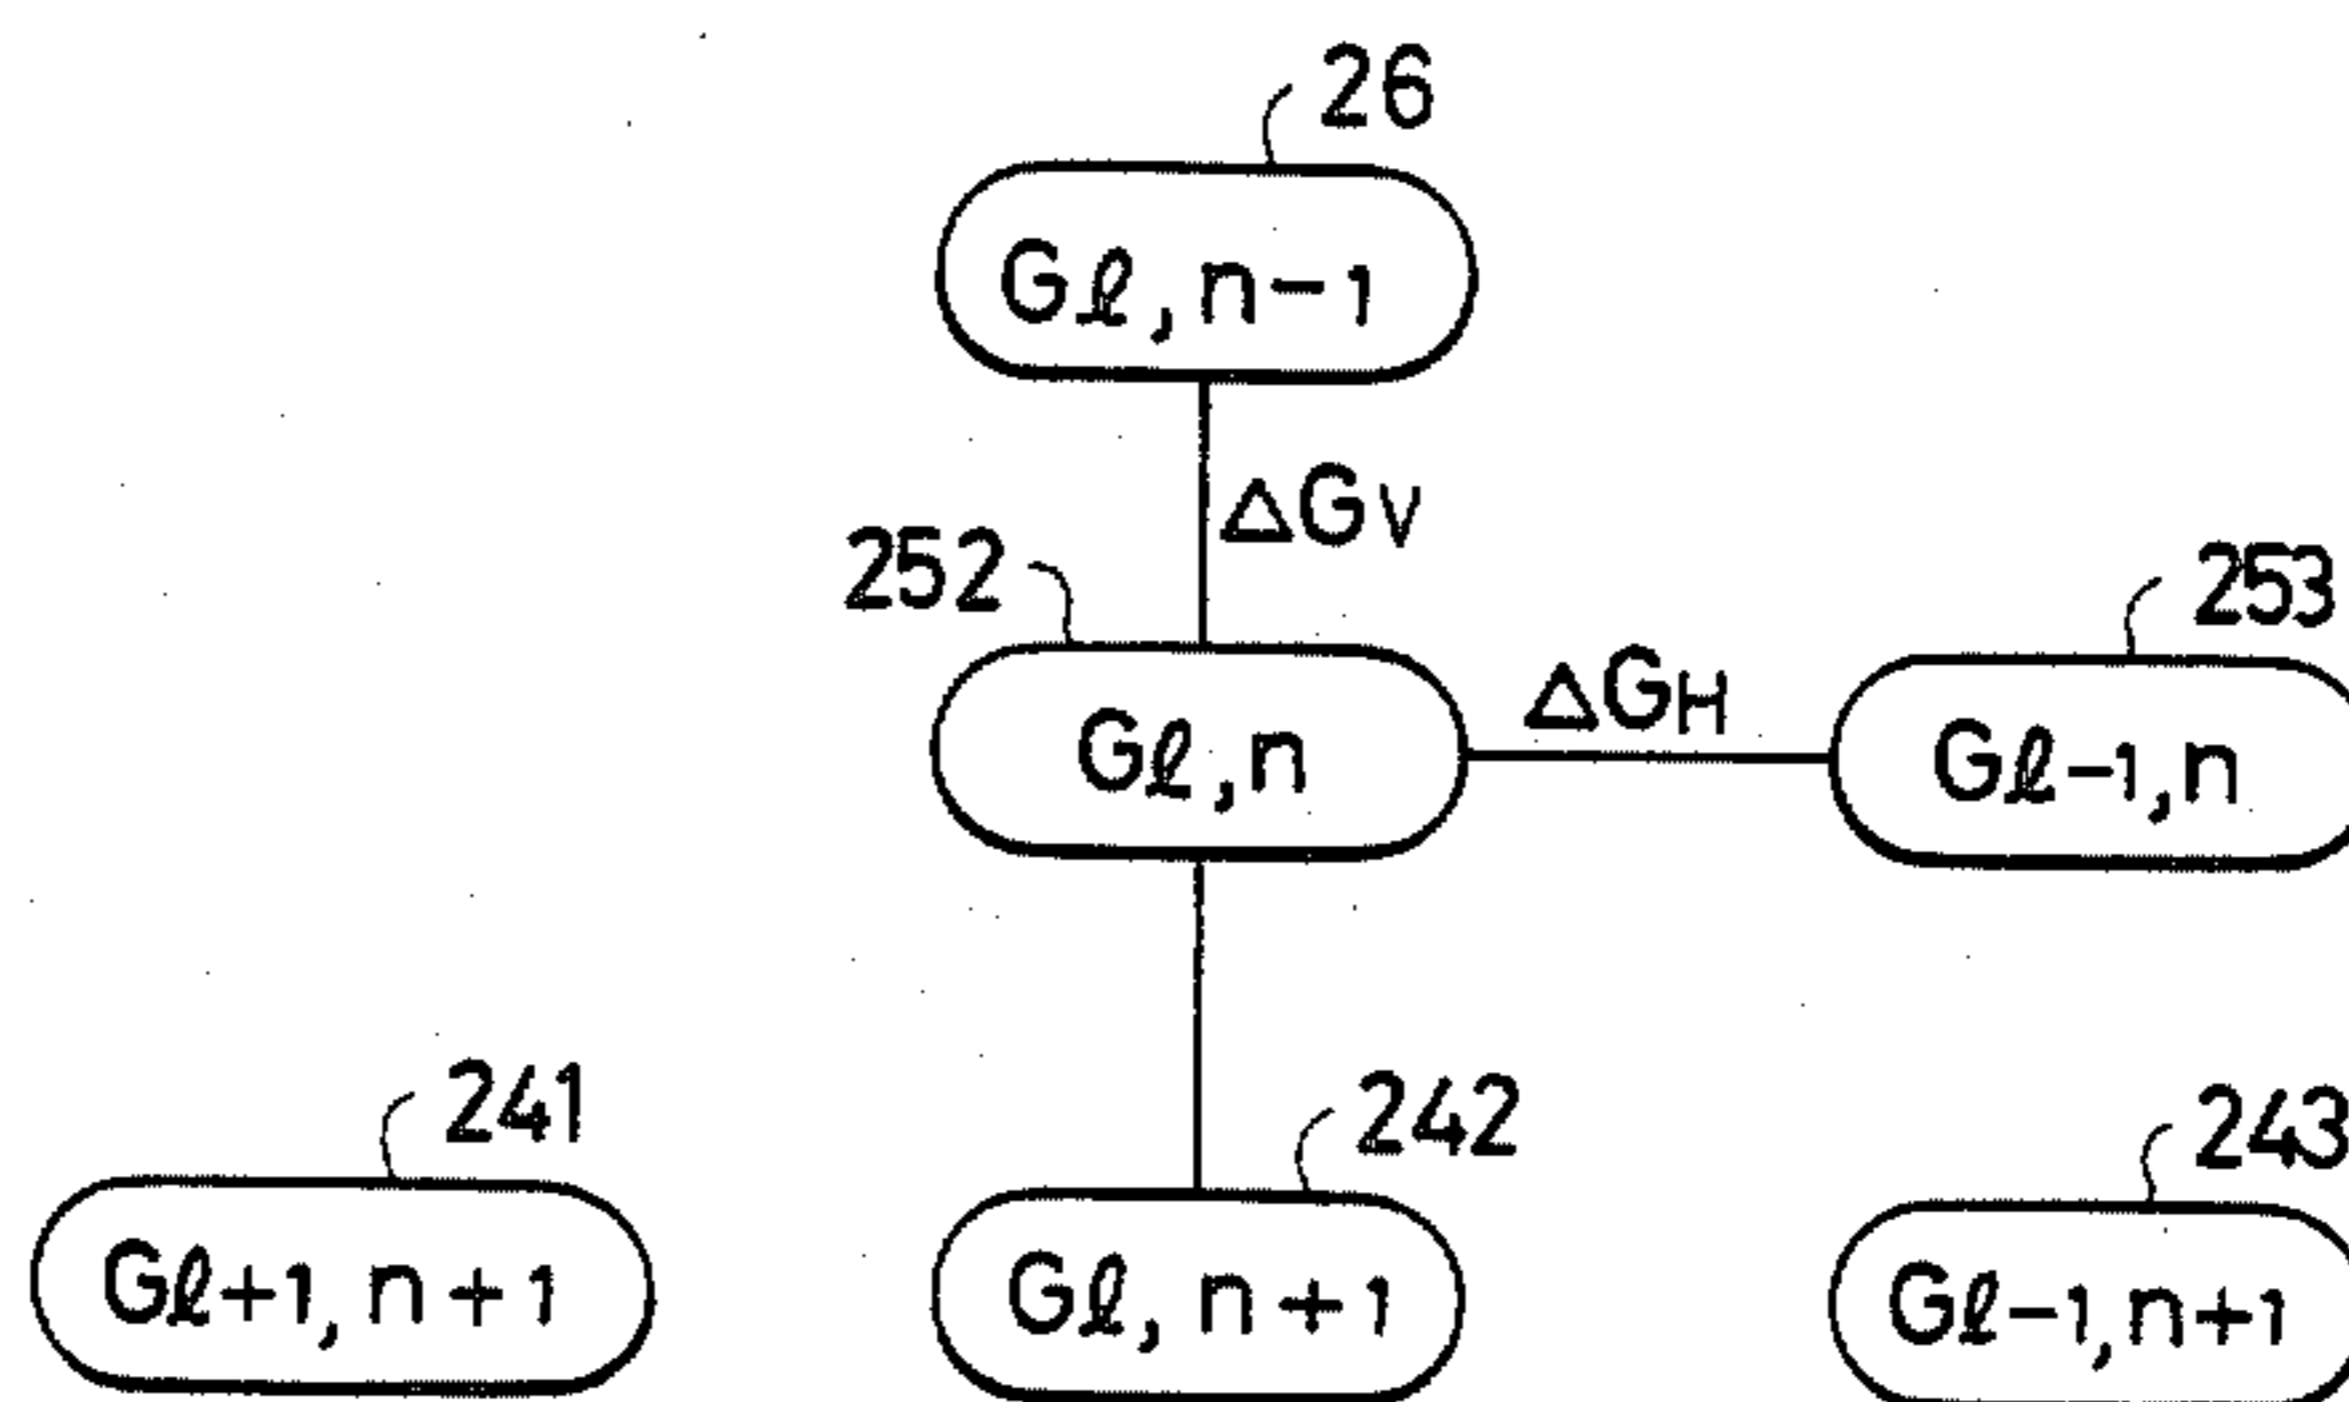 26
Gℓ,n-1
ΔGV
252
253
ΔGH
Gℓ,n
Gℓ-1,n
241
242
243
Gℓ+1,n+1
Gℓ,n+1
Gℓ-1,n+1